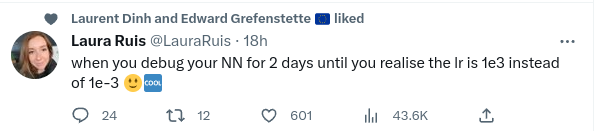 Laurent Dinh and Edward Grefenstette 🇪🇺 liked
Laura Ruis @LauraRuis · 18h
when you debug your NN for 2 days until you realise the lr is 1e3 instead
of 1e-3 🙂🆒
24 12 601 43.6K